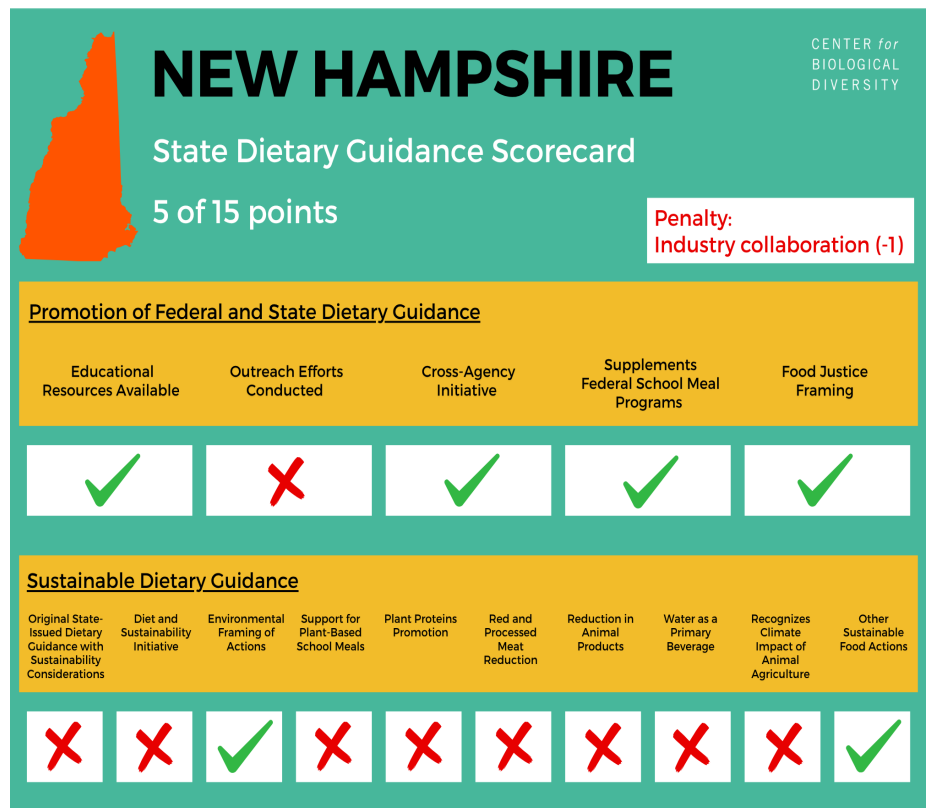 NEW HAMPSHIRE
CENTER for
BIOLOGICAL
DIVERSITY
State Dietary Guidance Scorecard
5 of 15 points
Penalty:
Industry collaboration (-1)
Promotion of Federal and State Dietary Guidance
Educational
Resources Available
Outreach Efforts
Conducted
Cross-Agency
Initiative
Supplements
Federal School Meal
Programs
Food Justice
Framing
Sustainable Dietary Guidance
Original State-
Issued Dietary
Guidance with
Sustainability
Considerations
Diet and
Sustainability
Initiative
Environmental
Framing of
Actions
Support for
Plant-Based
School Meals
Plant Proteins
Promotion
Red and
Processed
Meat
Reduction
Reduction in
Animal
Products
Water as a
Primary
Beverage
Recognizes
Climate
Impact of
Animal
Agriculture
Other
Sustainable
Food Actions